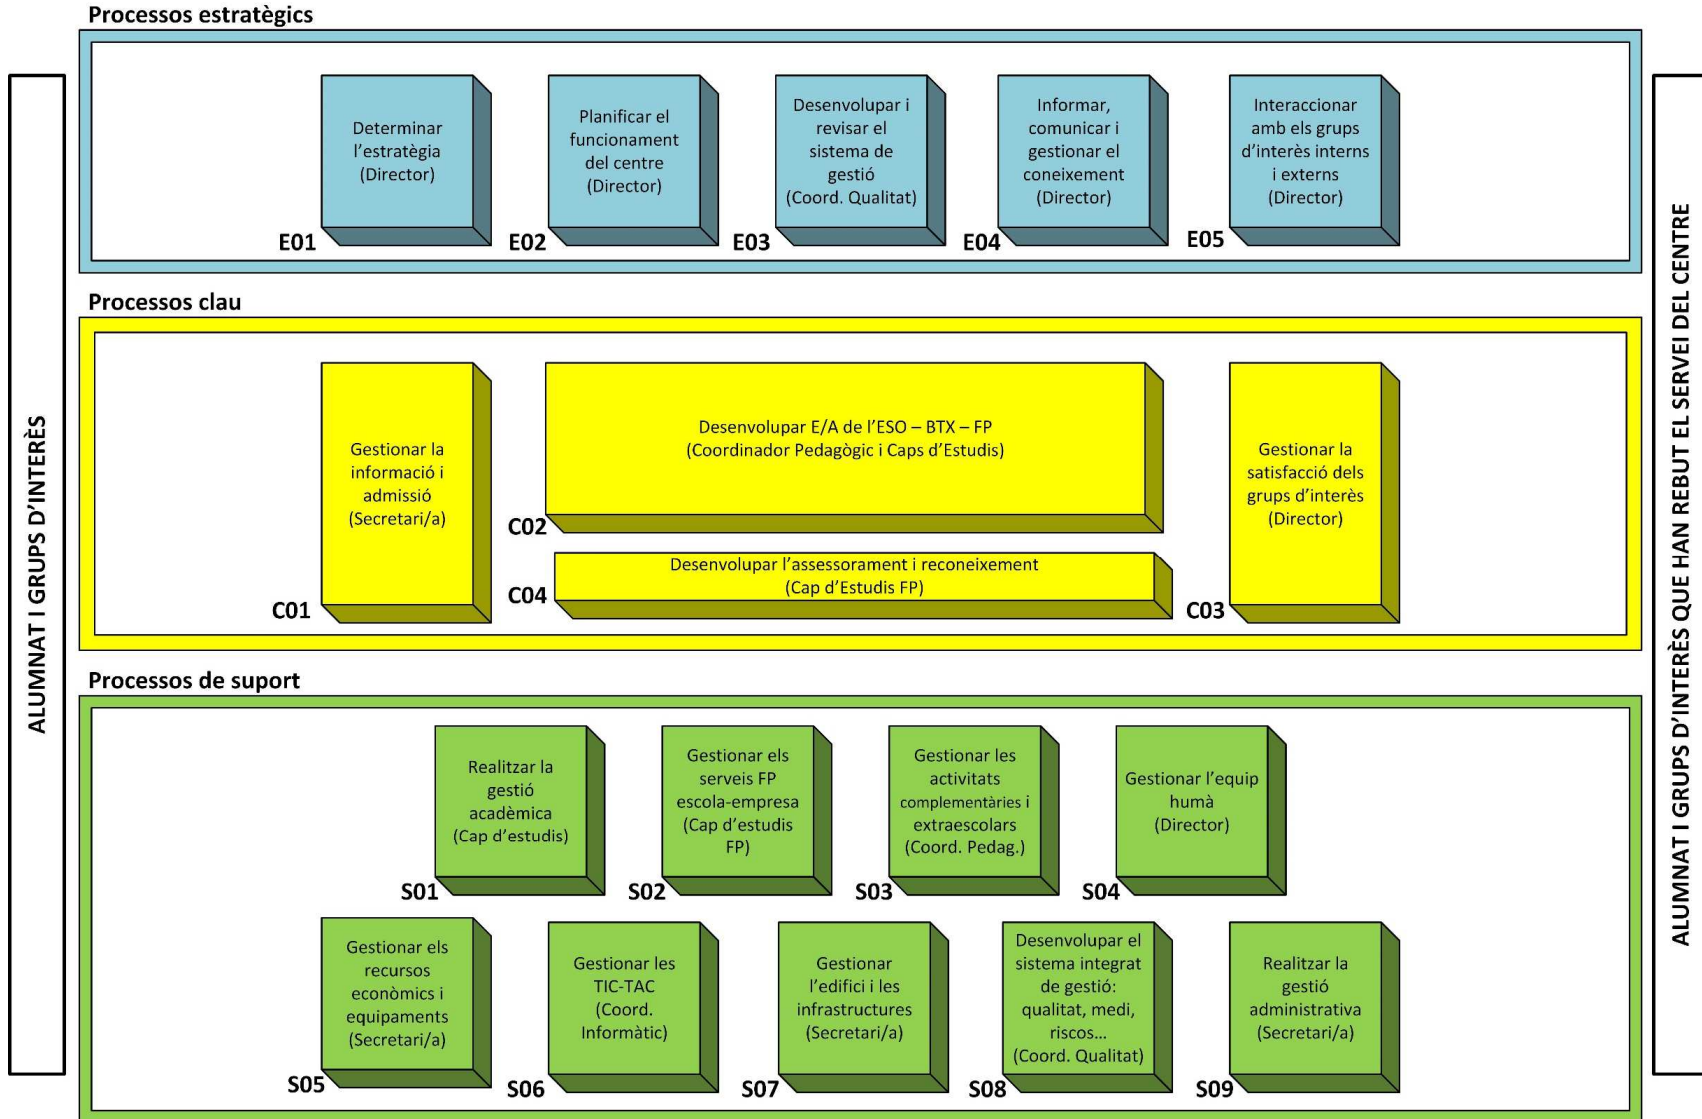 Processos estratègics
Determinar
l'estratègia
(Director)
E01
Planificar el
funcionament
del centre
(Director)
E02
Desenvolupar i
revisar el
sistema de
gestió
(Coord. Qualitat)
E03
Informar,
comunicar i
gestionar el
coneixement
(Director)
E04
Interaccionar
amb els grups
d'interès interns
i externs
(Director)
E05
Processos clau
Gestionar la
informació i
admissió
(Secretari/a)
C01
Desenvolupar E/A de l'ESO – BTX – FP
(Coordinador Pedagògic i Caps d'Estudis)
C02
Desenvolupar l'assessorament i reconeixement
(Cap d'Estudis FP)
C04
Gestionar la
satisfacció dels
grups d'interès
(Director)
C03
Processos de suport
Realitzar la
gestió
acadèmica
(Cap d'estudis)
S01
Gestionar els
serveis FP
escola-empresa
(Cap d'estudis
FP)
S02
Gestionar les
activitats
complementàries i
extraescolars
(Coord. Pedag.)
S03
Gestionar l'equip
humà
(Director)
S04
Gestionar els
recursos
econòmics i
equipaments
(Secretari/a)
S05
Gestionar les
TIC-TAC
(Coord.
Informàtic)
S06
Gestionar
l'edifici i les
infrastructures
(Secretari/a)
S07
Desenvolupar el
sistema integrat
de gestió:
qualitat, medi,
riscos...
(Coord. Qualitat)
S08
Realitzar la
gestió
administrativa
(Secretari/a)
S09
ALUMNAT I GRUPS D'INTERÈS
ALUMNAT I GRUPS D'INTERÈS QUE HAN REBUT EL SERVEI DEL CENTRE